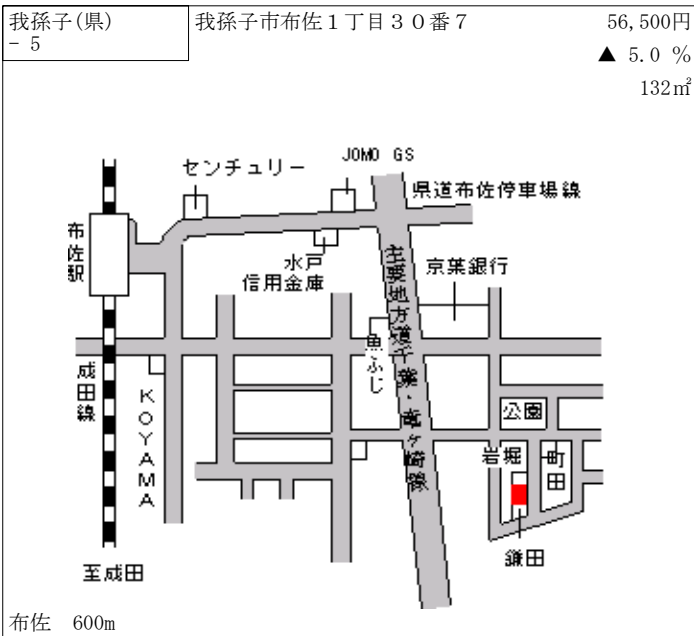 我孫子(県)
- 5
我孫子市布佐１丁目３０番７
56,500円
▲ 5.0 %
132㎡
センチュリー
JOMO GS
県道布佐停車場線
布佐駅
水戸
信用金庫
主要地方道千葉・竜ヶ崎線
京葉銀行
魚ふじ
成田線
KOYAMA
公園
岩堀
町田
鎌田
至成田
布佐 600m